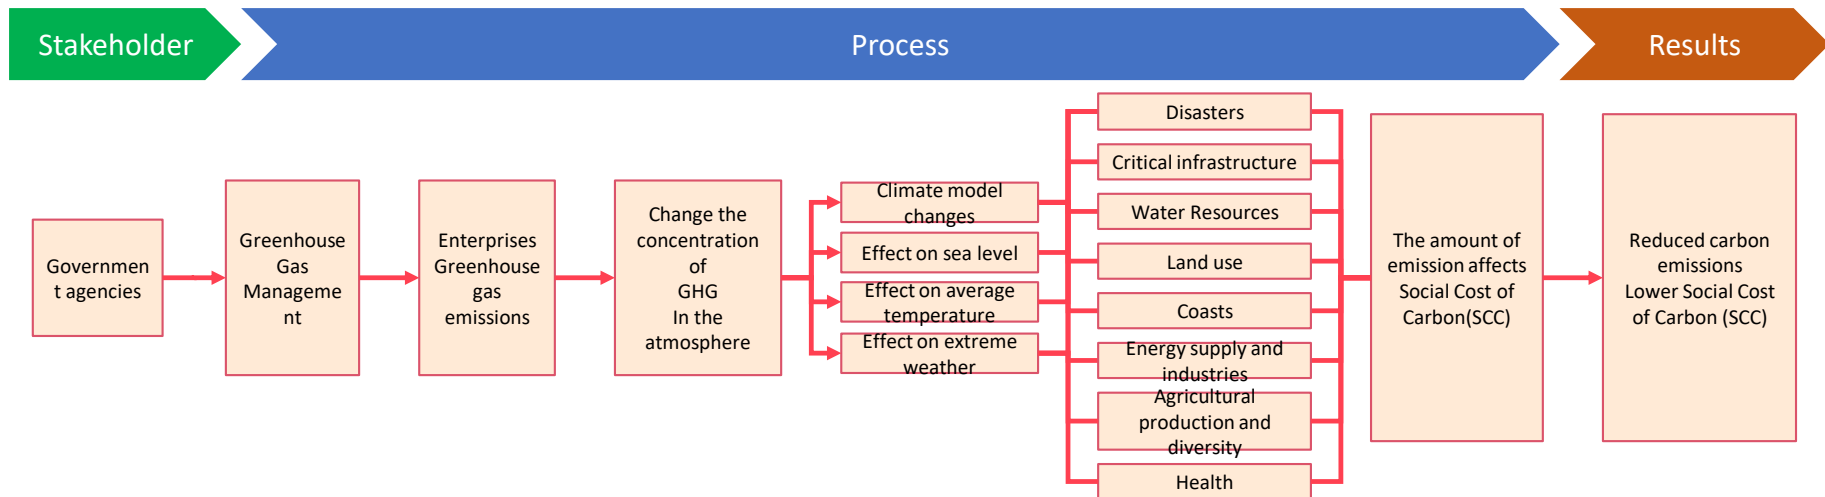 Stakeholder
Process
Results
Governmen
t agencies
Greenhouse
Gas
Manageme
nt
Enterprises
Greenhouse
gas
emissions
Change the
concentration
of
GHG
In the
atmosphere
Climate model
changes
Effect on sea level
Effect on average
temperature
Effect on extreme
weather
Disasters
Critical infrastructure
Water Resources
Land use
Coasts
Energy supply and
industries
Agricultural
production and
diversity
Health
The amount of
emission affects
Social Cost of
Carbon(SCC)
Reduced carbon
emissions
Lower Social Cost
of Carbon (SCC)